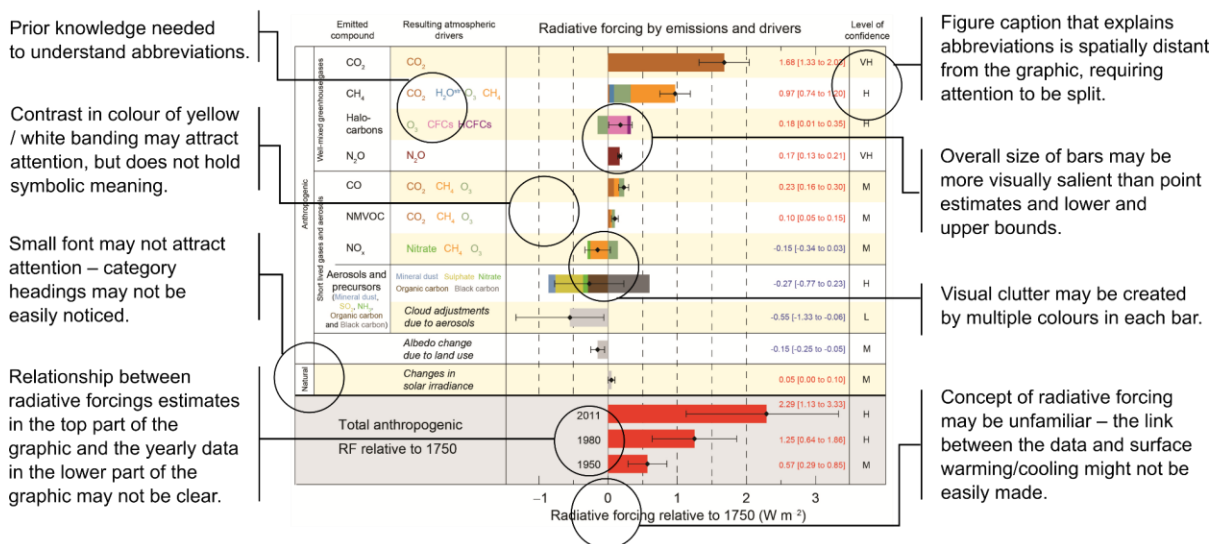 Prior knowledge needed
to understand abbreviations.
Contrast in colour of yellow
/ white banding may attract
attention, but does not hold
symbolic meaning.
Small font may not attract
attention – category
headings may not be
easily noticed.
Relationship between
radiative forcings estimates
in the top part of the
graphic and the yearly data
in the lower part of the
graphic may not be clear.
Emitted
compound
Resulting atmospheric
drivers
Radiative forcing by emissions and drivers
Level of
confidence
Anthropogenic
Well-mixed greenhouse gases
CO₂ CO₂ 1.68 [1.33 to 2.03] VH
CH₄ CO₂ H₂Oˢᵗʳ O₃ CH₄ 0.97 [0.74 to 1.20] H
Halo-
carbons O₃ CFCs HCFCs 0.18 [0.01 to 0.35] H
N₂O N₂O 0.17 [0.13 to 0.21] VH
Short lived gases and aerosols
CO CO₂ CH₄ O₃ 0.23 [0.16 to 0.30] M
NMVOC CO₂ CH₄ O₃ 0.10 [0.05 to 0.15] M
NOₓ Nitrate CH₄ O₃ -0.15 [-0.34 to 0.03] M
Aerosols and
precursors
(Mineral dust,
SO₂, NH₃,
Organic carbon
and Black carbon)
Mineral dust Sulphate Nitrate
Organic carbon Black carbon
-0.27 [-0.77 to 0.23] H
Cloud adjustments
due to aerosols
-0.55 [-1.33 to -0.06] L
Albedo change
due to land use
-0.15 [-0.25 to -0.05] M
Natural
Changes in
solar irradiance
0.05 [0.00 to 0.10] M
Total anthropogenic
RF relative to 1750
2011 2.29 [1.13 to 3.33] H
1980 1.25 [0.64 to 1.86] H
1950 0.57 [0.29 to 0.85] M
−1 0 1 2 3
Radiative forcing relative to 1750 (W m⁻²)
Figure caption that explains
abbreviations is spatially distant
from the graphic, requiring
attention to be split.
Overall size of bars may be
more visually salient than point
estimates and lower and
upper bounds.
Visual clutter may be created
by multiple colours in each bar.
Concept of radiative forcing
may be unfamiliar – the link
between the data and surface
warming/cooling might not be
easily made.